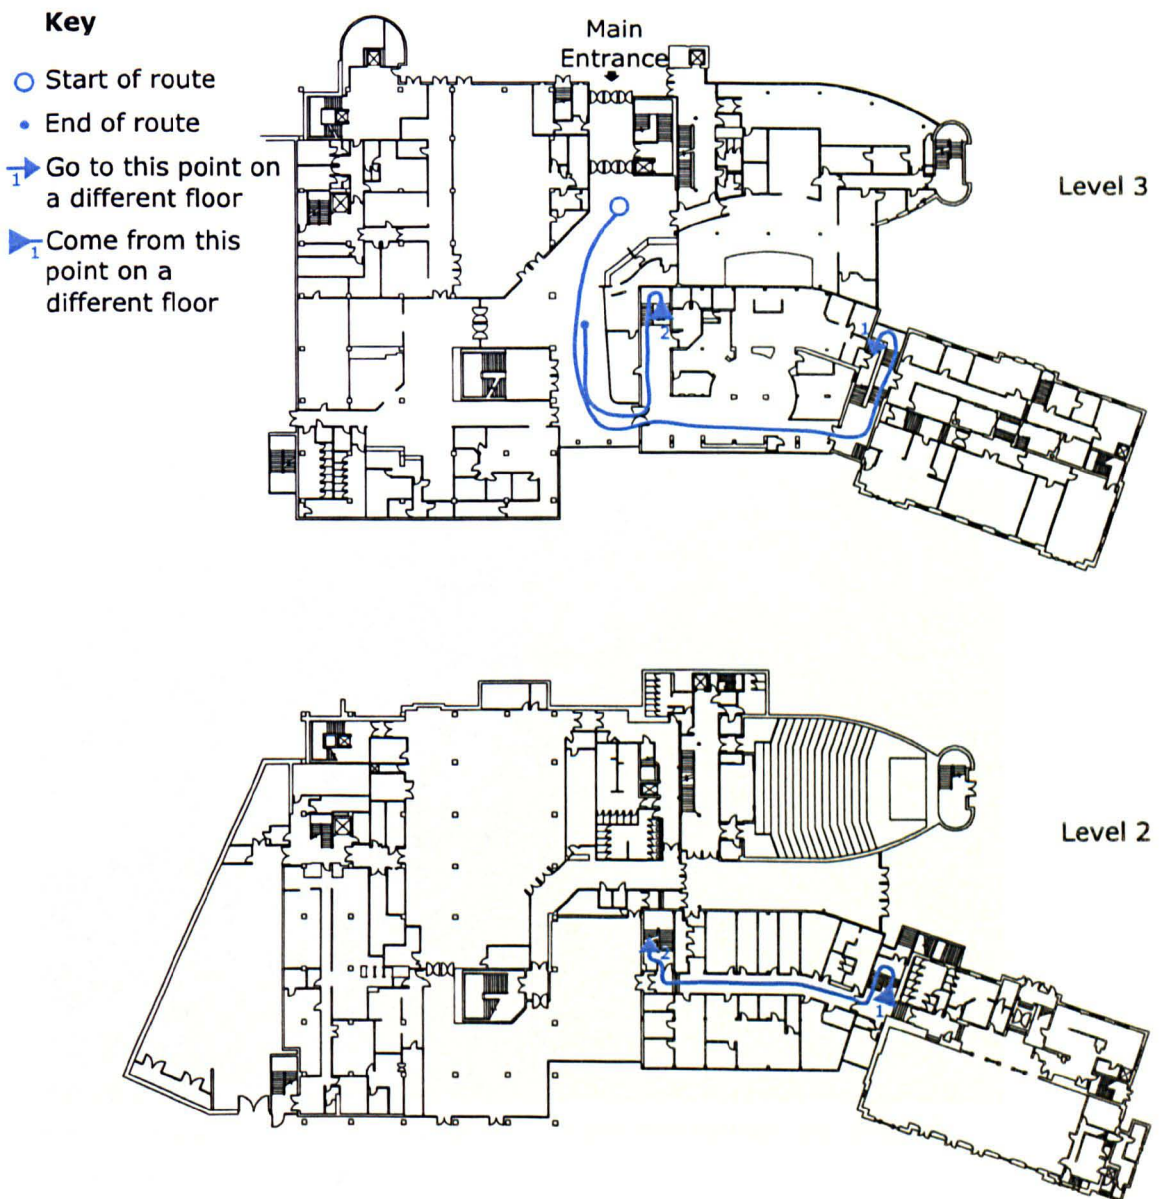 Key
Start of route
End of route
1 Go to this point on
a different floor
1 Come from this
point on a
different floor
Main
Entrance
Level 3
1
2
Level 2
2
1